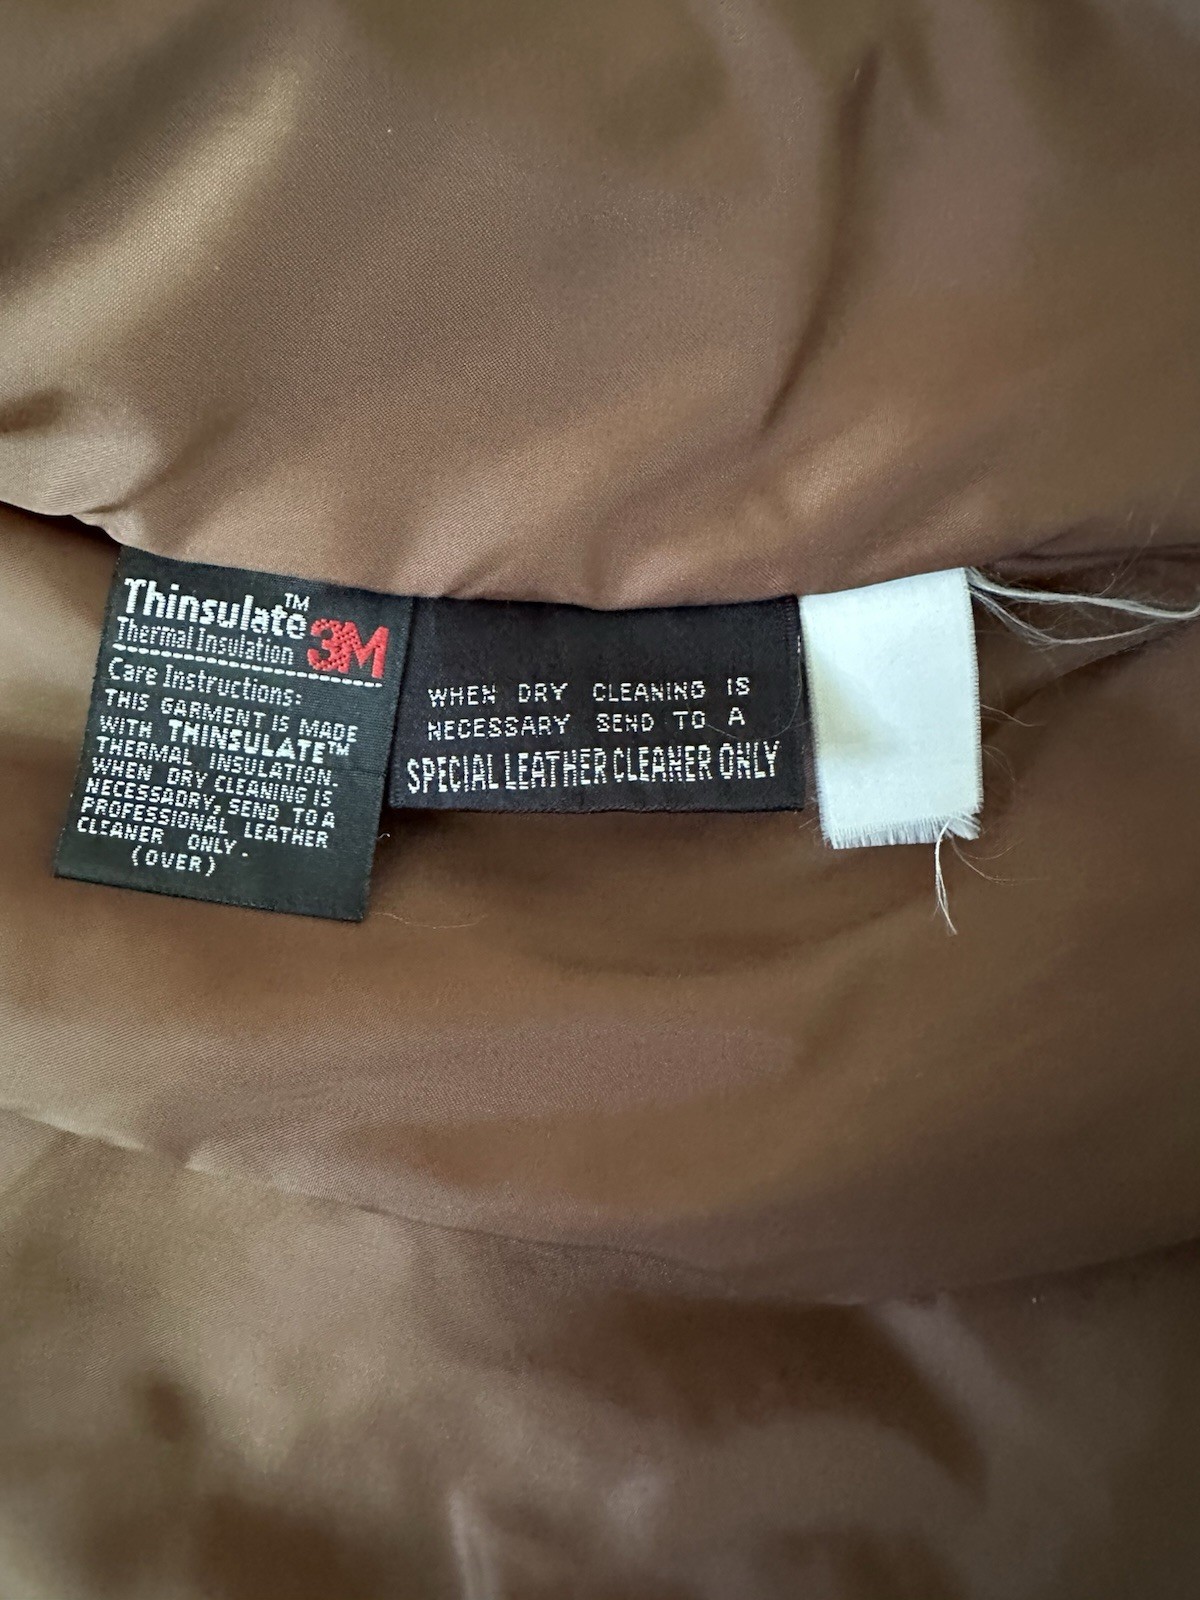 Thinsulate™
Thermal Insulation 3M
Care Instructions:
THIS GARMENT IS MADE
WITH THINSULATE™
THERMAL INSULATION.
WHEN DRY CLEANING IS
NECESSADRY, SEND TO A
PROFESSIONAL LEATHER
CLEANER ONLY.
(OVER)
WHEN DRY CLEANING IS
NECESSARY SEND TO A
SPECIAL LEATHER CLEANER ONLY